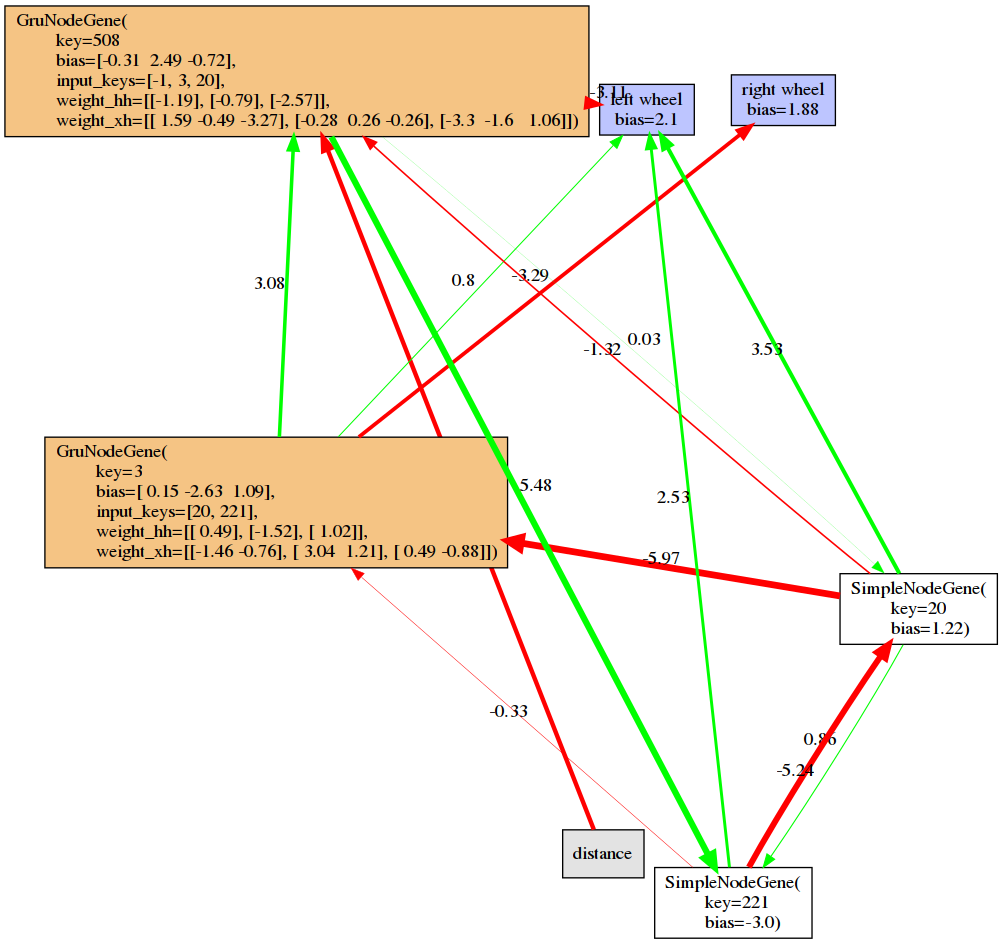 GruNodeGene(
key=508
bias=[-0.31 2.49 -0.72],
input_keys=[-1, 3, 20],
weight_hh=[[-1.19], [-0.79], [-2.57]],
weight_xh=[[ 1.59 -0.49 -3.27], [-0.28 0.26 -0.26], [-3.3 -1.6 1.06]])
left wheel
bias=2.1
right wheel
bias=1.88
3.08
0.8
-3.29
-1.32
0.03
3.53
GruNodeGene(
key=3
bias=[ 0.15 -2.63 1.09],
input_keys=[20, 221],
weight_hh=[[ 0.49], [-1.52], [ 1.02]],
weight_xh=[[-1.46 -0.76], [ 3.04 1.21], [ 0.49 -0.88]])
5.48
2.53
-5.97
SimpleNodeGene(
key=20
bias=1.22)
-0.33
0.86
-5.24
distance
SimpleNodeGene(
key=221
bias=-3.0)